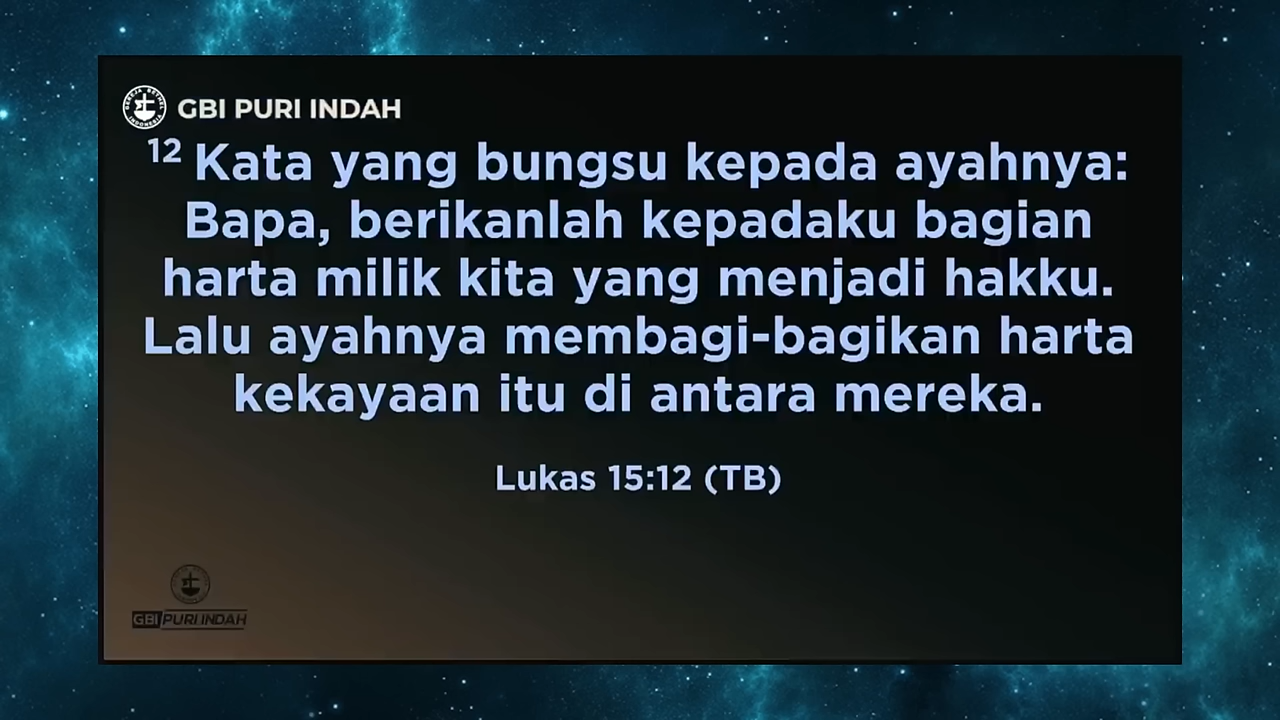 GBI PURI INDAH
12 Kata yang bungsu kepada ayahnya:
Bapa, berikanlah kepadaku bagian
harta milik kita yang menjadi hakku.
Lalu ayahnya membagi-bagikan harta
kekayaan itu di antara mereka.
Lukas 15:12 (TB)
GBI PURI INDAH